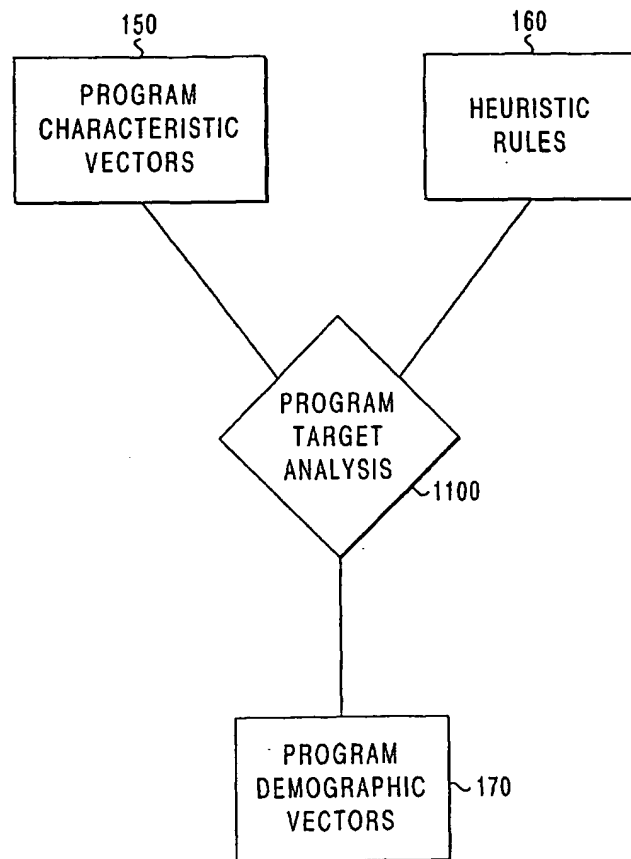 150
PROGRAM
CHARACTERISTIC
VECTORS
160
HEURISTIC
RULES
PROGRAM
TARGET
ANALYSIS
1100
PROGRAM
DEMOGRAPHIC
VECTORS
170